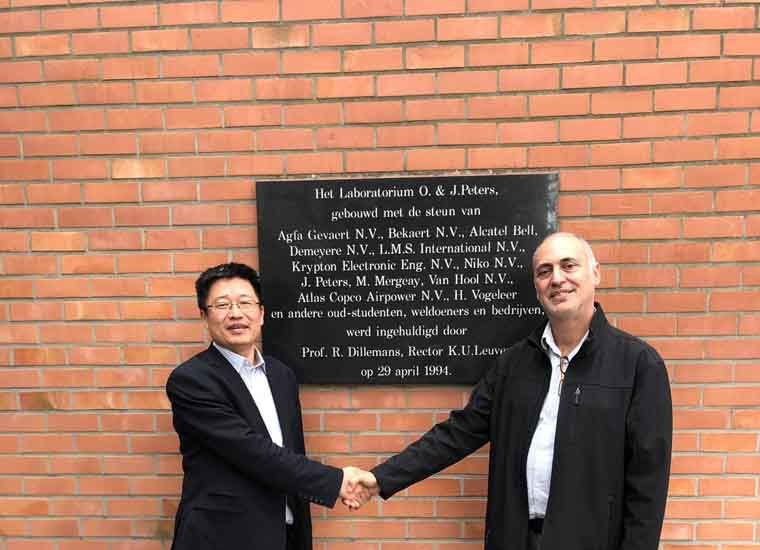 Het Laboratorium O. & J.Peters,
gebouwd met de steun van
Agfa Gevaert N.V., Bekaert N.V., Alcatel Bell,
Demeyere N.V., L.M.S. International N.V.,
Krypton Electronic Eng. N.V., Niko N.V.,
J. Peters, M. Mergeay, Van Hool N.V.,
Atlas Copco Airpower N.V., H. Vogeleer
en andere oud-studenten, weldoeners en bedrijven,
werd ingehuldigd door
Prof. R. Dillemans, Rector K.U.Leuven
op 29 april 1994.